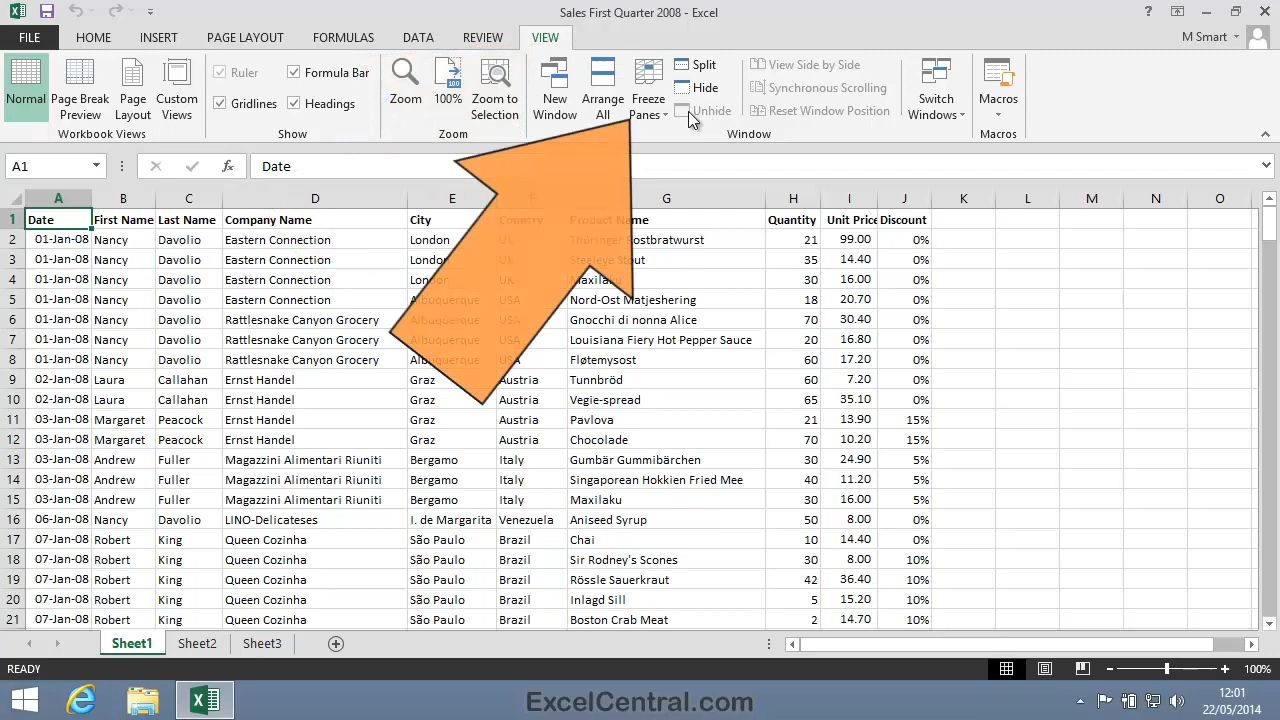 Sales First Quarter 2008 - Excel
FILE HOME INSERT PAGE LAYOUT FORMULAS DATA REVIEW VIEW M Smart
Normal Page Break Preview Page Layout Custom Views
Workbook Views
Ruler Formula Bar
Gridlines Headings
Show
Zoom 100% Zoom to Selection
Zoom
New Window Arrange All Freeze Panes
Split
Hide
Unhide
View Side by Side
Synchronous Scrolling
Reset Window Position
Window
Switch Windows
Macros
Macros
A1 fx Date
A B C D E F G H I J K L M N O
1 Date First Name Last Name Company Name City Country Product Name Quantity Unit Price Discount
2 01-Jan-08 Nancy Davolio Eastern Connection London UK Thüringer Rostbratwurst 21 99.00 0%
3 01-Jan-08 Nancy Davolio Eastern Connection London UK Steeleye Stout 35 14.40 0%
4 01-Jan-08 Nancy Davolio Eastern Connection London UK Maxilaku 30 16.00 0%
5 01-Jan-08 Nancy Davolio Eastern Connection Albuquerque USA Nord-Ost Matjeshering 18 20.70 0%
6 01-Jan-08 Nancy Davolio Rattlesnake Canyon Grocery Albuquerque USA Gnocchi di nonna Alice 70 30.40 0%
7 01-Jan-08 Nancy Davolio Rattlesnake Canyon Grocery Albuquerque USA Louisiana Fiery Hot Pepper Sauce 20 16.80 0%
8 01-Jan-08 Nancy Davolio Rattlesnake Canyon Grocery Albuquerque USA Fløtemysost 60 17.20 0%
9 02-Jan-08 Laura Callahan Ernst Handel Graz Austria Tunnbröd 60 7.20 0%
10 02-Jan-08 Laura Callahan Ernst Handel Graz Austria Vegie-spread 65 35.10 0%
11 03-Jan-08 Margaret Peacock Ernst Handel Graz Austria Pavlova 21 13.90 15%
12 03-Jan-08 Margaret Peacock Ernst Handel Graz Austria Chocolade 70 10.20 15%
13 03-Jan-08 Andrew Fuller Magazzini Alimentari Riuniti Bergamo Italy Gumbär Gummibärchen 30 24.90 5%
14 03-Jan-08 Andrew Fuller Magazzini Alimentari Riuniti Bergamo Italy Singaporean Hokkien Fried Mee 40 11.20 5%
15 03-Jan-08 Andrew Fuller Magazzini Alimentari Riuniti Bergamo Italy Maxilaku 30 16.00 5%
16 06-Jan-08 Nancy Davolio LINO-Delicateses I. de Margarita Venezuela Aniseed Syrup 50 8.00 0%
17 07-Jan-08 Robert King Queen Cozinha São Paulo Brazil Chai 10 14.40 0%
18 07-Jan-08 Robert King Queen Cozinha São Paulo Brazil Sir Rodney's Scones 30 8.00 10%
19 07-Jan-08 Robert King Queen Cozinha São Paulo Brazil Rössle Sauerkraut 42 36.40 10%
20 07-Jan-08 Robert King Queen Cozinha São Paulo Brazil Inlagd Sill 5 15.20 10%
21 07-Jan-08 Robert King Queen Cozinha São Paulo Brazil Boston Crab Meat 2 14.70 10%
Sheet1 Sheet2 Sheet3
READY 100%
ExcelCentral.com
12:01
22/05/2014